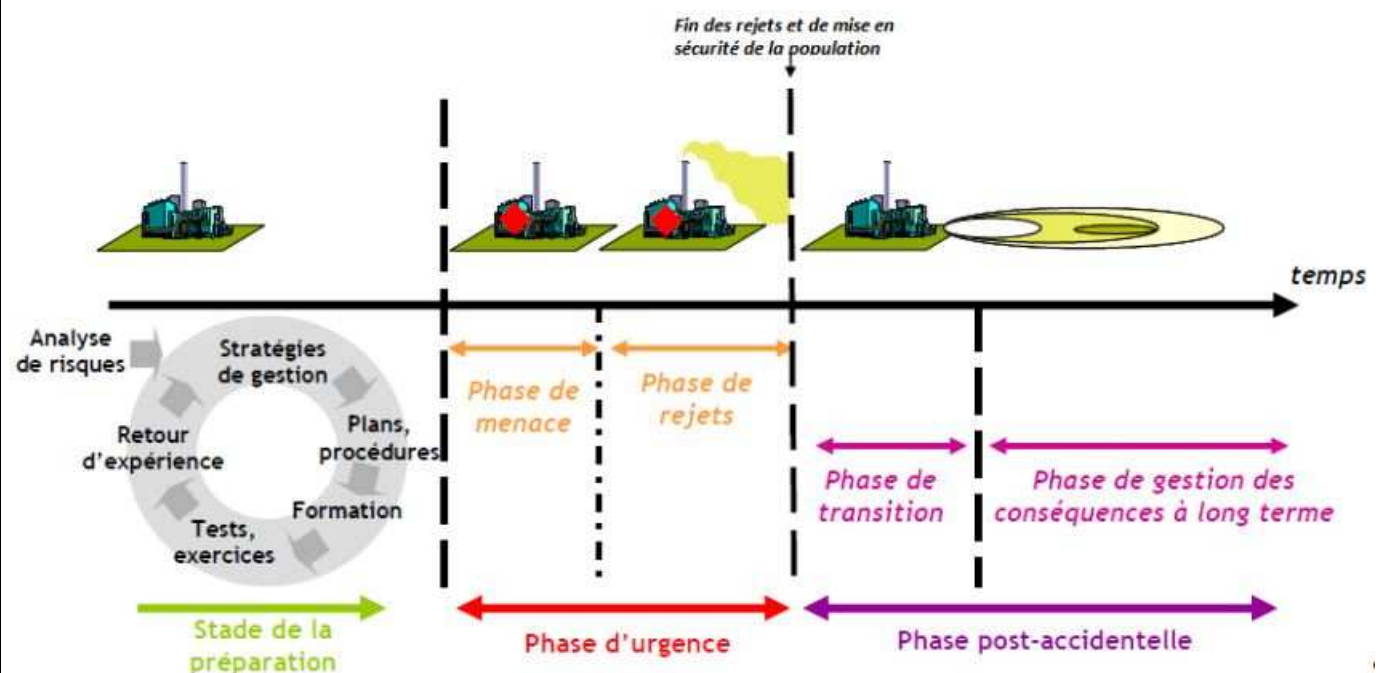 Fin des rejets et de mise en
sécurité de la population
temps
Analyse
de risques
Stratégies
de gestion
Plans,
procédures
Formation
Tests,
exercices
Retour
d'expérience
Phase de
menace
Phase de
rejets
Phase de
transition
Phase de gestion des
conséquences à long terme
Stade de la
préparation
Phase d'urgence
Phase post-accidentelle